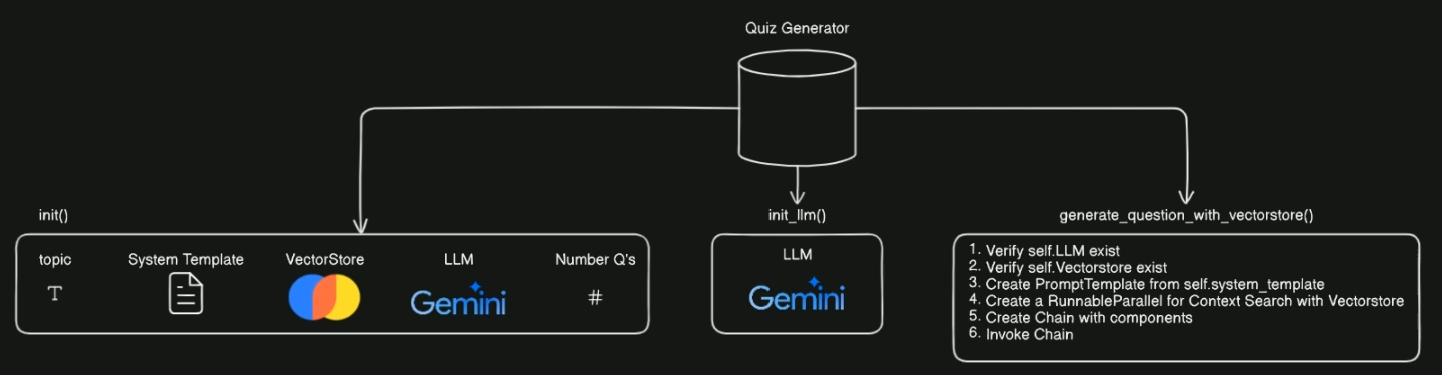 Quiz Generator
init()
topic
T
System Template
VectorStore
LLM
Gemini
Number Q's
#
init_llm()
LLM
Gemini
generate_question_with_vectorstore()
1. Verify self.LLM exist
2. Verify self.Vectorstore exist
3. Create PromptTemplate from self.system_template
4. Create a RunnableParallel for Context Search with Vectorstore
5. Create Chain with components
6. Invoke Chain